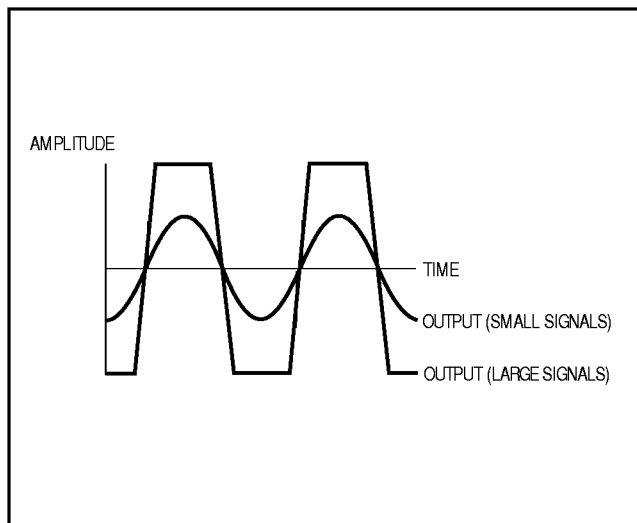 AMPLITUDE
TIME
OUTPUT (SMALL SIGNALS)
OUTPUT (LARGE SIGNALS)